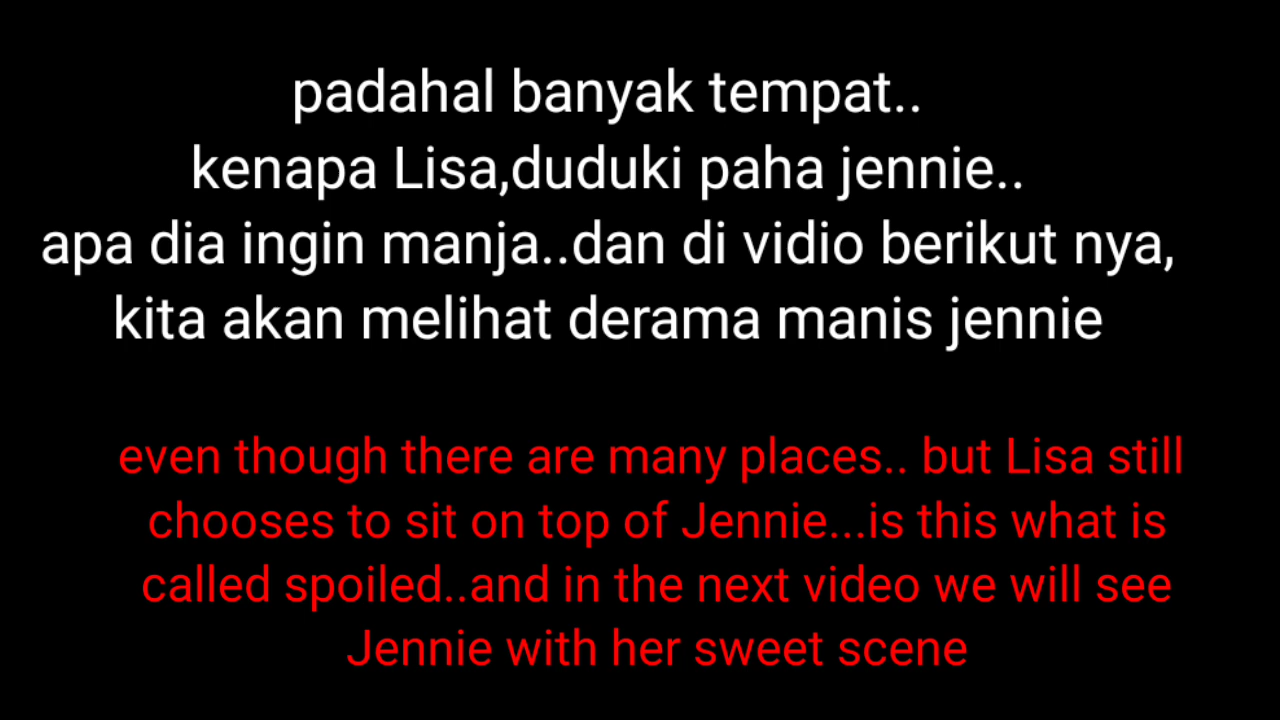 padahal banyak tempat..
kenapa Lisa,duduki paha jennie..
apa dia ingin manja..dan di vidio berikut nya,
kita akan melihat derama manis jennie
even though there are many places.. but Lisa still
chooses to sit on top of Jennie...is this what is
called spoiled..and in the next video we will see
Jennie with her sweet scene